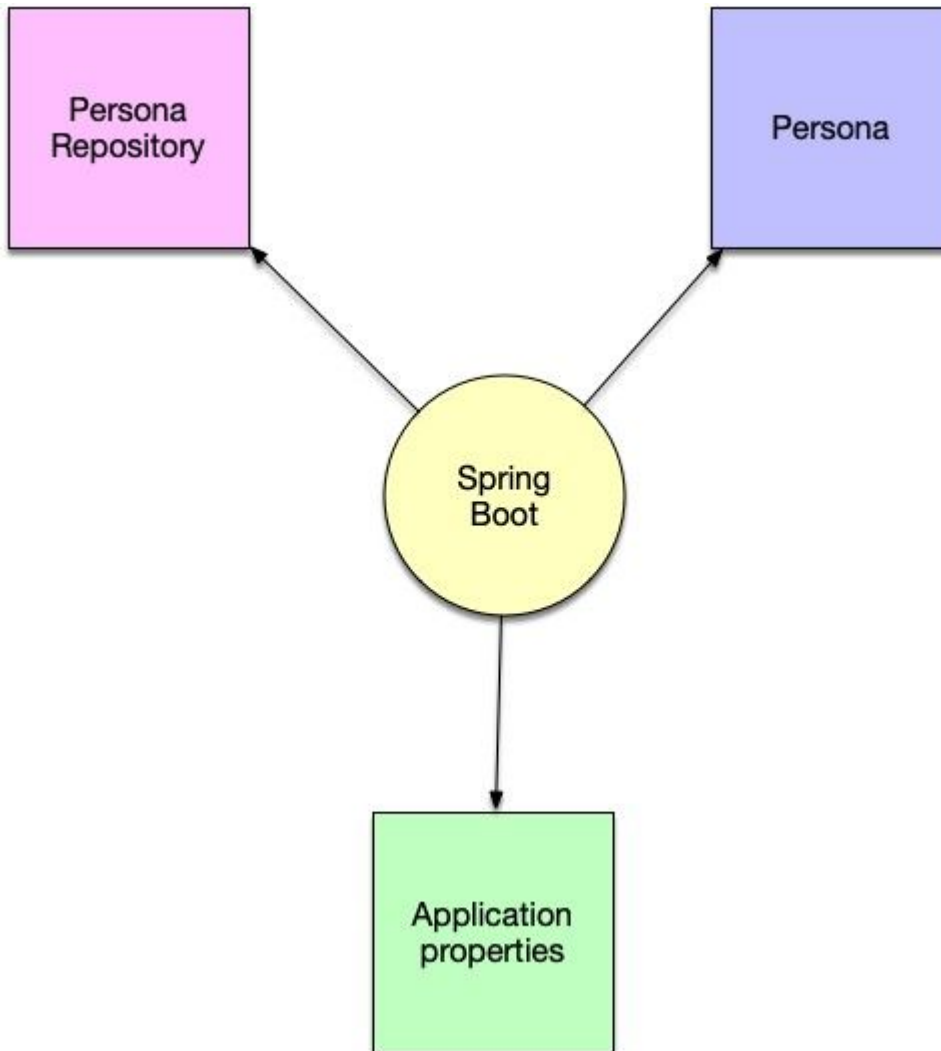 Persona
Repository
Persona
Spring
Boot
Application
properties